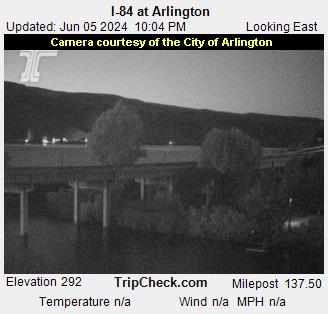 I-84 at Arlington
Updated: Jun 05 2024 10:04 PM Looking East
Camera courtesy of the City of Arlington
Elevation 292 TripCheck.com Milepost 137.50
Temperature n/a Wind n/a MPH n/a